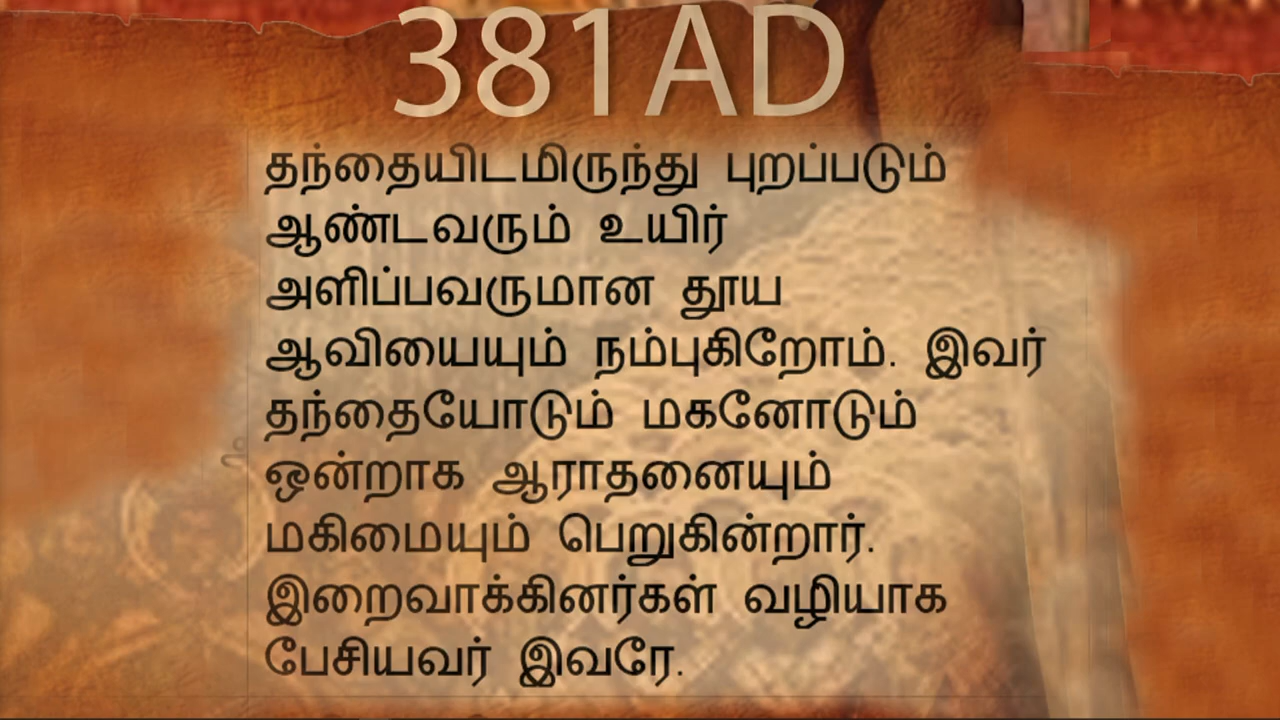 381AD
தந்தையிடமிருந்து புறப்படும்
ஆண்டவரும் உயிர்
அளிப்பவருமான தூய
ஆவியையும் நம்புகிறோம். இவர்
தந்தையோடும் மகனோடும்
ஒன்றாக ஆராதனையும்
மகிமையும் பெறுகின்றார்.
இறைவாக்கினர்கள் வழியாக
பேசியவர் இவரே.